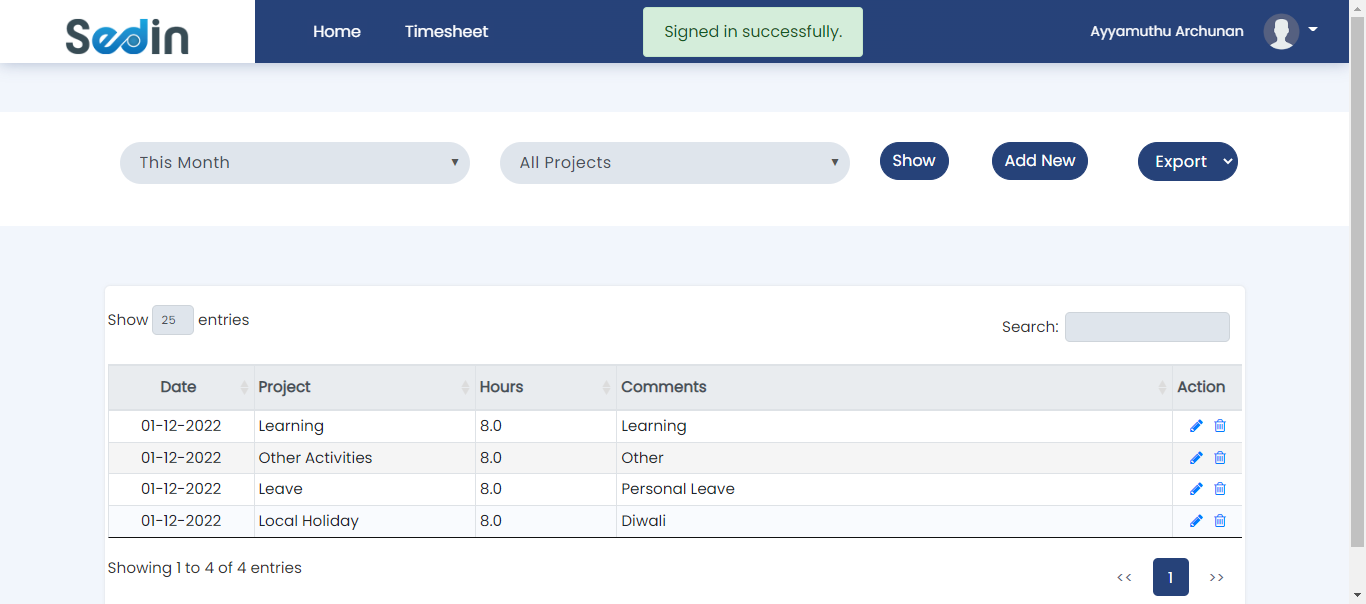 Sedin
Home Timesheet Signed in successfully. Ayyamuthu Archunan
This Month All Projects Show Add New Export
Show 25 entries
Search:
Date Project Hours Comments Action
01-12-2022 Learning 8.0 Learning
01-12-2022 Other Activities 8.0 Other
01-12-2022 Leave 8.0 Personal Leave
01-12-2022 Local Holiday 8.0 Diwali
Showing 1 to 4 of 4 entries
<< 1 >>